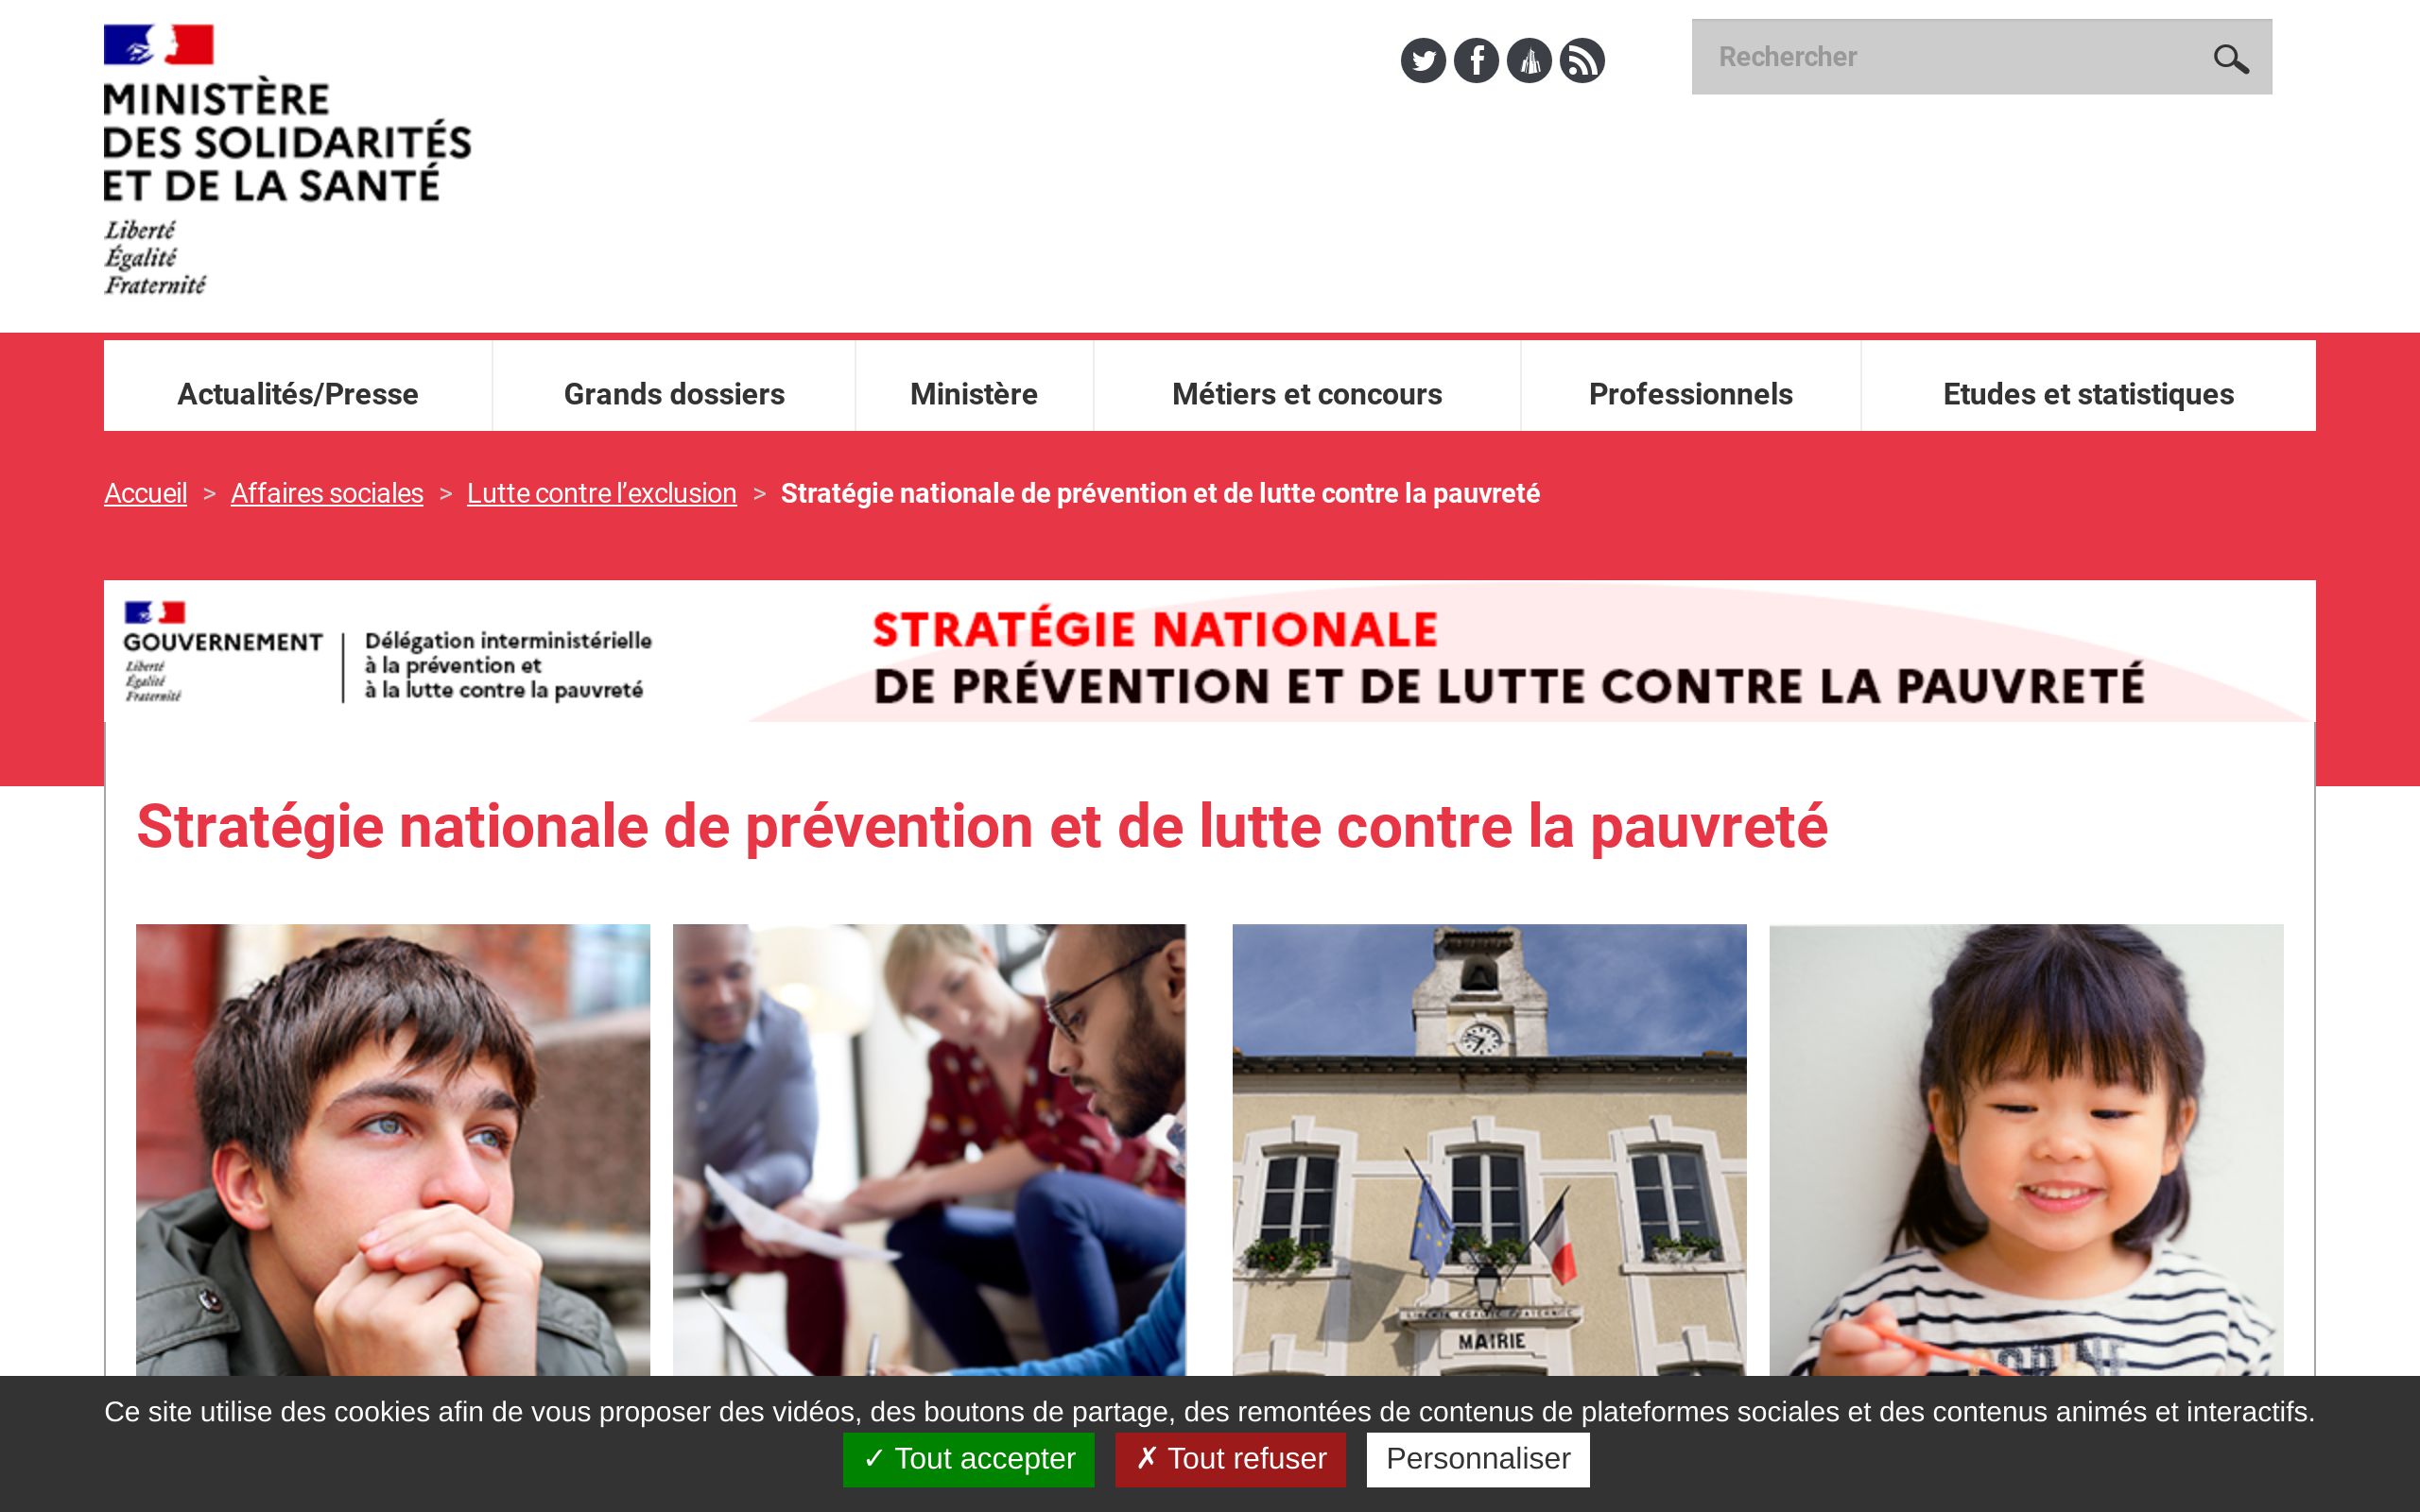 MINISTÈRE
DES SOLIDARITÉS
ET DE LA SANTÉ
Liberté
Égalité
Fraternité
Rechercher
Actualités/Presse
Grands dossiers
Ministère
Métiers et concours
Professionnels
Etudes et statistiques
Accueil > Affaires sociales > Lutte contre l’exclusion > Stratégie nationale de prévention et de lutte contre la pauvreté
GOUVERNEMENT
Liberté
Égalité
Fraternité
Délégation interministérielle
à la prévention et
à la lutte contre la pauvreté
STRATÉGIE NATIONALE
DE PRÉVENTION ET DE LUTTE CONTRE LA PAUVRETÉ
Stratégie nationale de prévention et de lutte contre la pauvreté
MAIRIE
Ce site utilise des cookies afin de vous proposer des vidéos, des boutons de partage, des remontées de contenus de plateformes sociales et des contenus animés et interactifs.
✓ Tout accepter
✗ Tout refuser
Personnaliser